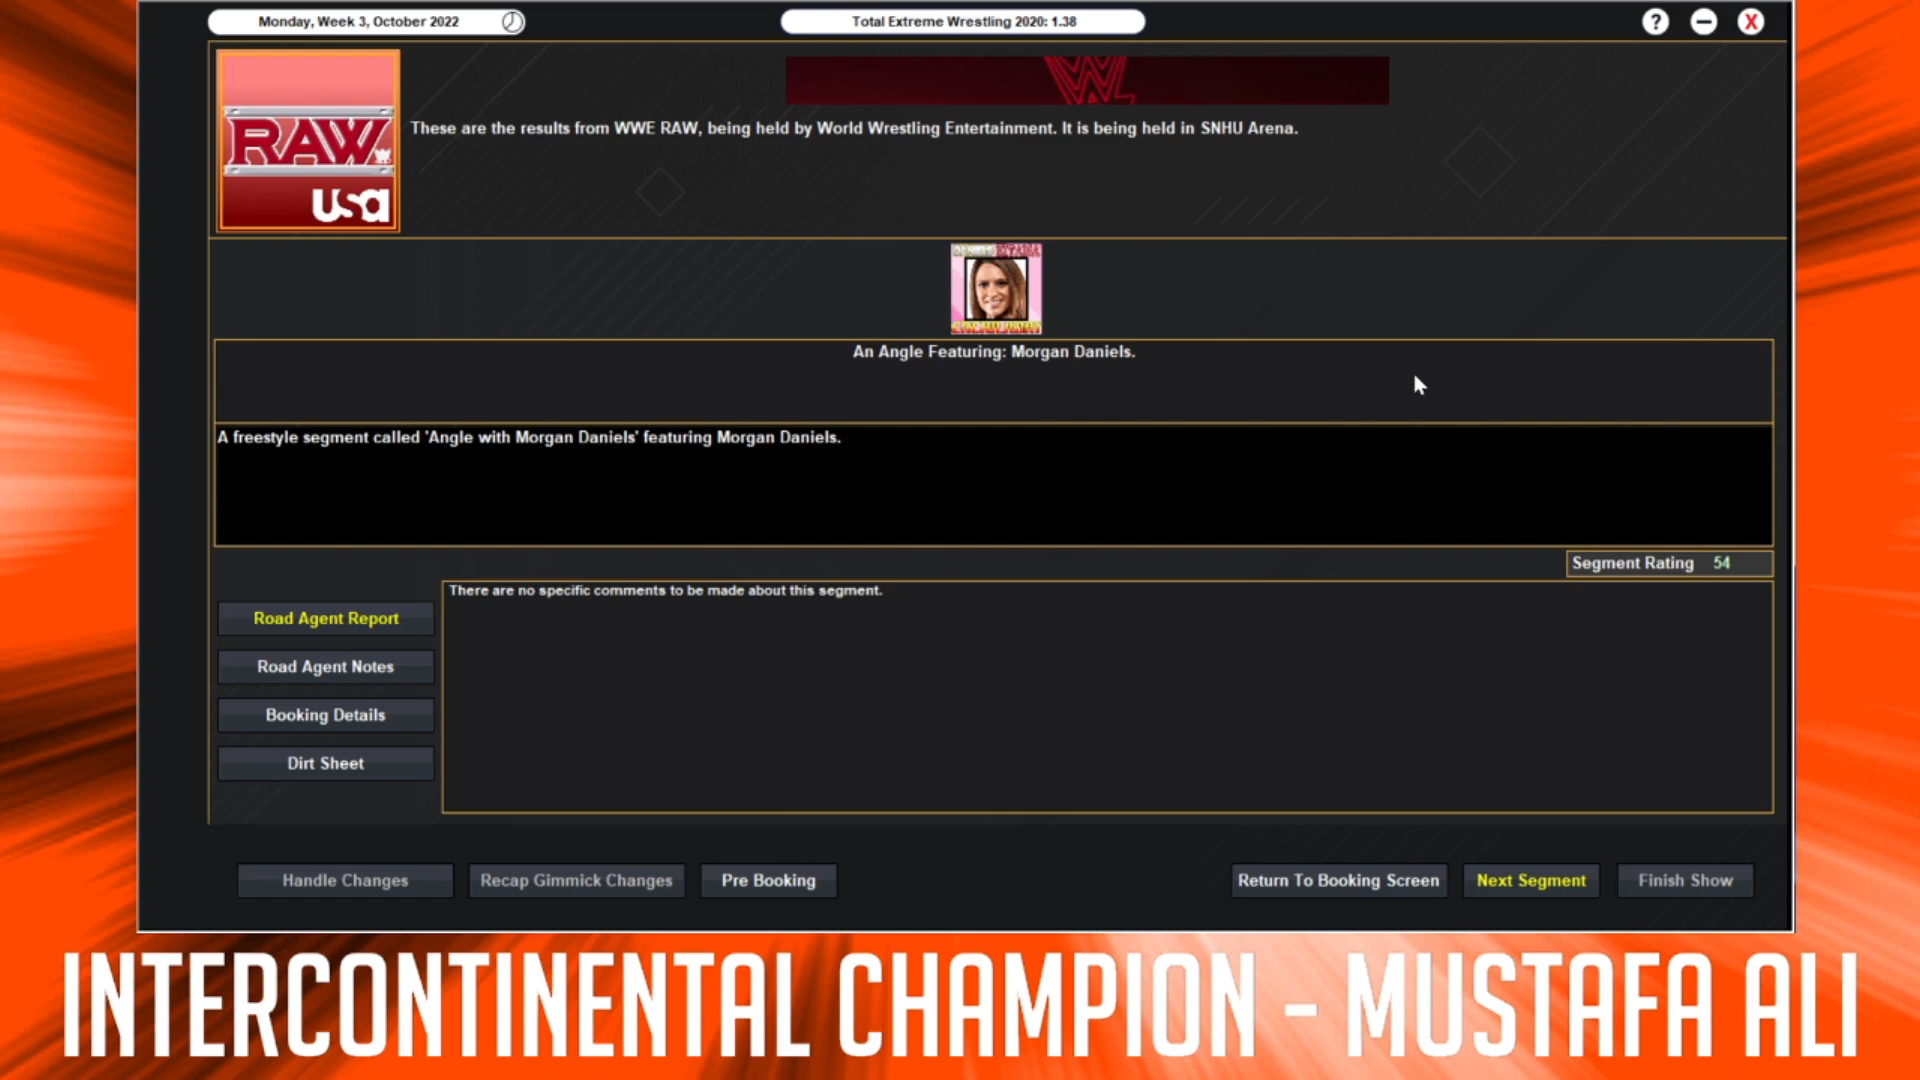 Monday, Week 3, October 2022
Total Extreme Wrestling 2020: 1.38
? X
RAW
usa
These are the results from WWE RAW, being held by World Wrestling Entertainment. It is being held in SNHU Arena.
An Angle Featuring: Morgan Daniels.
A freestyle segment called 'Angle with Morgan Daniels' featuring Morgan Daniels.
Segment Rating 54
There are no specific comments to be made about this segment.
Road Agent Report
Road Agent Notes
Booking Details
Dirt Sheet
Handle Changes
Recap Gimmick Changes
Pre Booking
Return To Booking Screen
Next Segment
Finish Show
INTERCONTINENTAL CHAMPION - MUSTAFA ALI